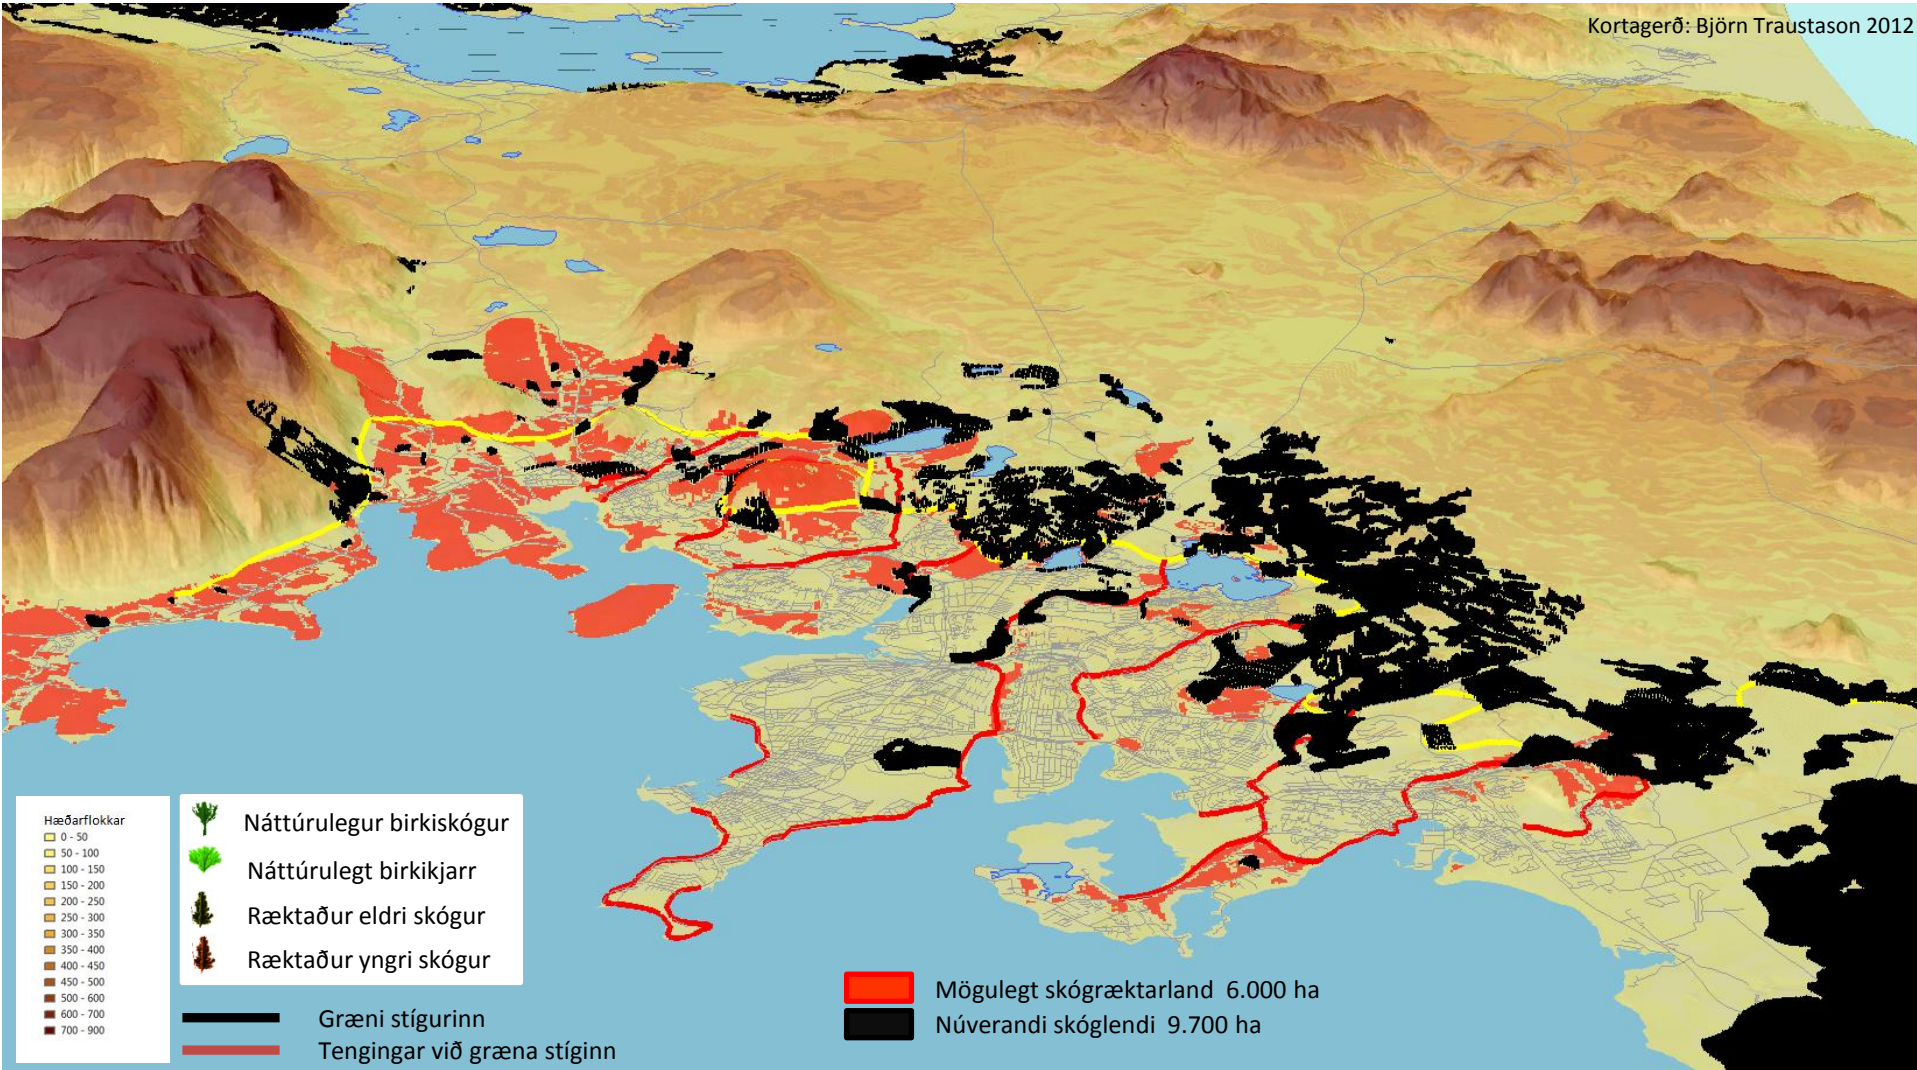 Kortagerð: Björn Traustason 2012
Hæðarflokkar
0 - 50
50 - 100
100 - 150
150 - 200
200 - 250
250 - 300
300 - 350
350 - 400
400 - 450
450 - 500
500 - 600
600 - 700
700 - 900
Náttúrulegur birkiskógur
Náttúrulegt birkikjarr
Ræktaður eldri skógur
Ræktaður yngri skógur
Græni stígurinn
Tengingar við græna stíginn
Mögulegt skógræktarland 6.000 ha
Núverandi skóglendi 9.700 ha